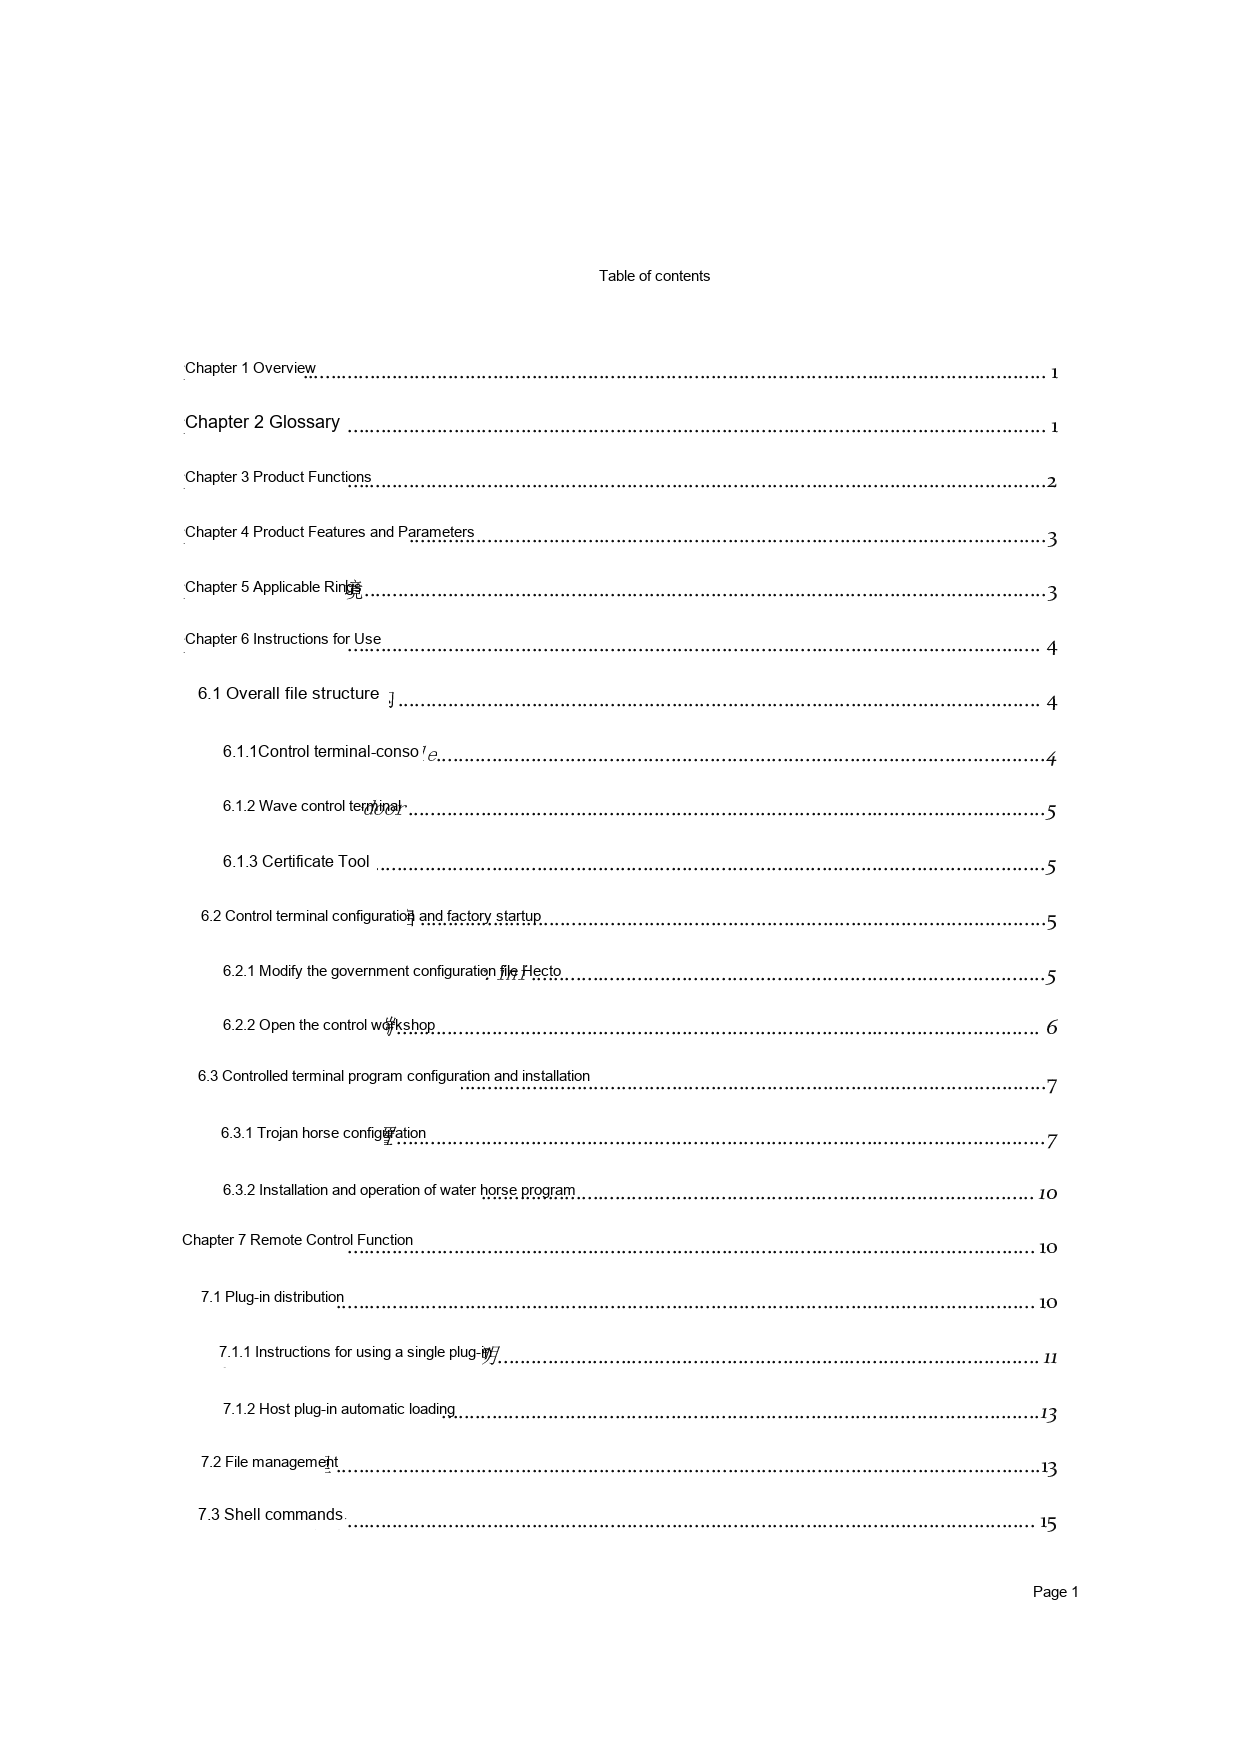 Table of contents
Chapter 1 Overview ........ 1
Chapter 2 Glossary ........ 1
Chapter 3 Product Functions ........ 2
Chapter 4 Product Features and Parameters ........ 3
Chapter 5 Applicable Rings境 ........ 3
Chapter 6 Instructions for Use ........ 4
6.1 Overall file structure ........ 4
6.1.1Control terminal-conso le ........ 4
6.1.2 Wave control terminal door ........ 5
6.1.3 Certificate Tool ........ 5
6.2 Control terminal configuration and factory startup ........ 5
6.2.1 Modify the government configuration file Hecto . ini ........ 5
6.2.2 Open the control workshop ........ 6
6.3 Controlled terminal program configuration and installation ........ 7
6.3.1 Trojan horse configuration ........ 7
6.3.2 Installation and operation of water horse program ........ 10
Chapter 7 Remote Control Function ........ 10
7.1 Plug-in distribution ........ 10
7.1.1 Instructions for using a single plug-in明 ........ 11
7.1.2 Host plug-in automatic loading ........ 13
7.2 File management ........ 13
7.3 Shell commands ........ 15
Page 1